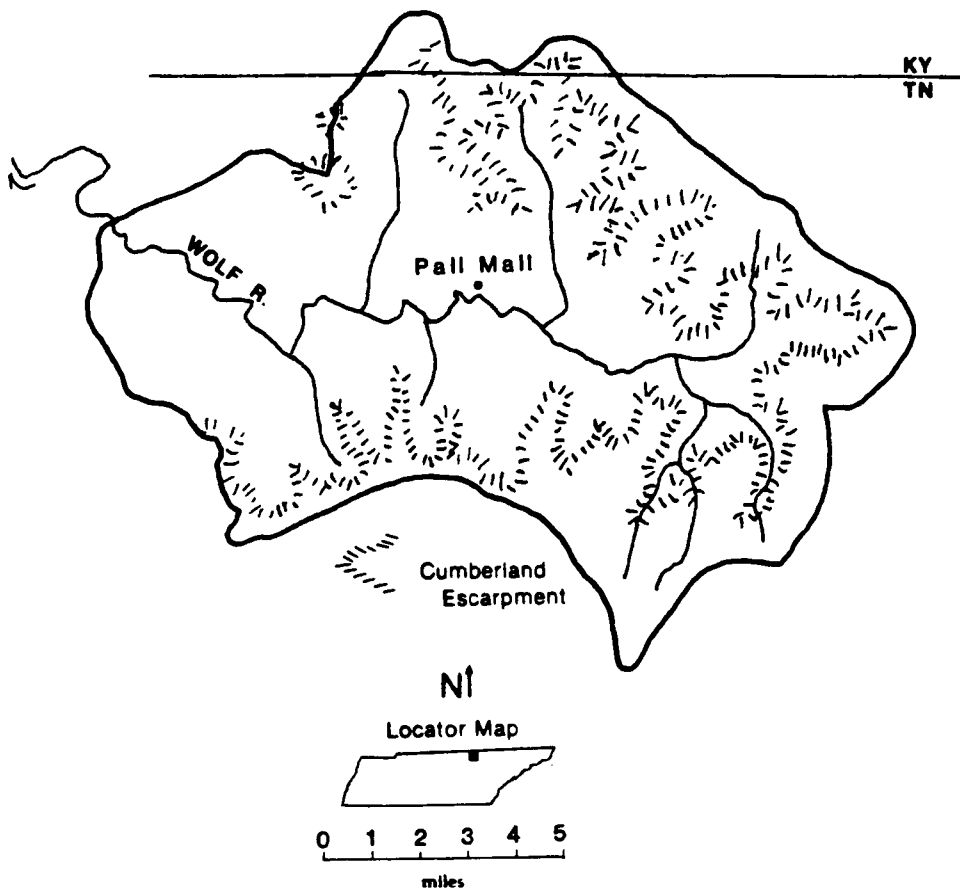 KY
TN
WOLF R.
Pall Mall
Cumberland
Escarpment
N
Locator Map
0 1 2 3 4 5
miles